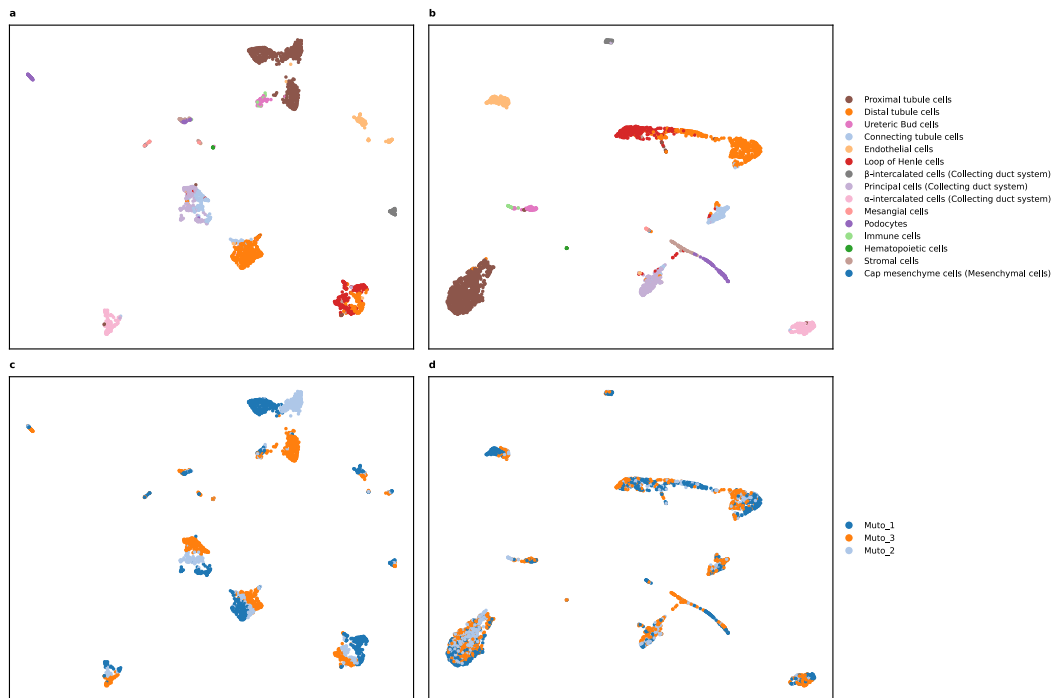 a
b
Proximal tubule cells
Distal tubule cells
Ureteric Bud cells
Connecting tubule cells
Endothelial cells
Loop of Henle cells
β-intercalated cells (Collecting duct system)
Principal cells (Collecting duct system)
α-intercalated cells (Collecting duct system)
Mesangial cells
Podocytes
Immune cells
Hematopoietic cells
Stromal cells
Cap mesenchyme cells (Mesenchymal cells)
c
d
Muto_1
Muto_3
Muto_2